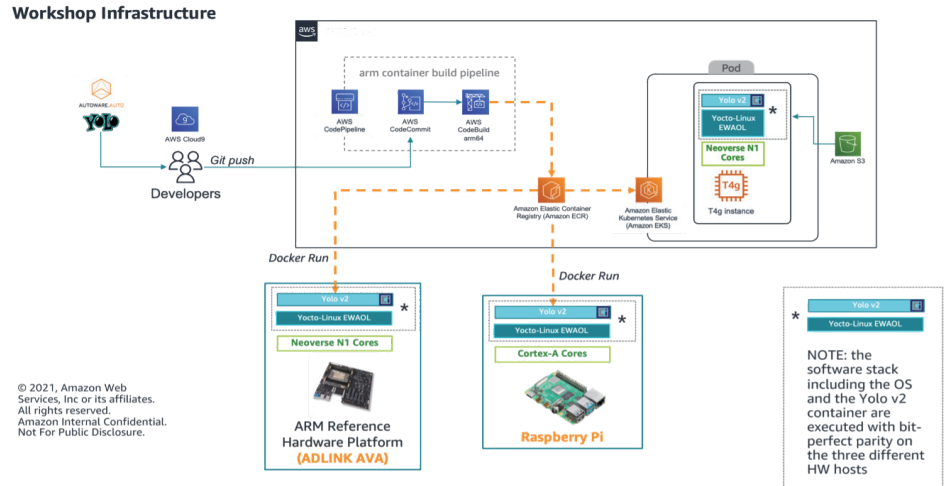 Workshop Infrastructure
aws
AUTOWARE.AUTO
YOLO
AWS Cloud9
Developers
Git push
arm container build pipeline
AWS
CodePipeline
AWS
CodeCommit
AWS
CodeBuild
arm64
Amazon Elastic Container
Registry (Amazon ECR)
Amazon Elastic
Kubernetes Service
(Amazon EKS)
Pod
Yolo v2
*
Yocto-Linux
EWAOL
Neoverse N1
Cores
T4g
T4g instance
Amazon S3
Docker Run
Docker Run
Yolo v2
*
Yocto-Linux EWAOL
Neoverse N1 Cores
ARM Reference
Hardware Platform
(ADLINK AVA)
Yolo v2
*
Yocto-Linux EWAOL
Cortex-A Cores
Raspberry Pi
Yolo v2
*
Yocto-Linux EWAOL
NOTE: the
software stack
including the OS
and the Yolo v2
container are
executed with bit-
perfect parity on
the three different
HW hosts
© 2021, Amazon Web
Services, Inc or its affiliates.
All rights reserved.
Amazon Internal Confidential.
Not For Public Disclosure.